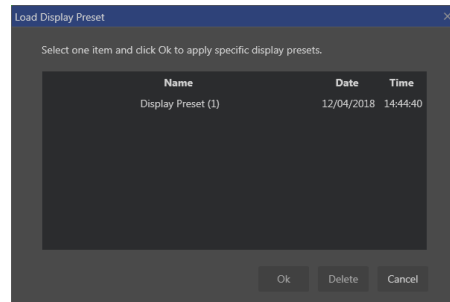 Load Display Preset
Select one item and click Ok to apply specific display presets.
Name Date Time
Display Preset (1) 12/04/2018 14:44:40
Ok Delete Cancel